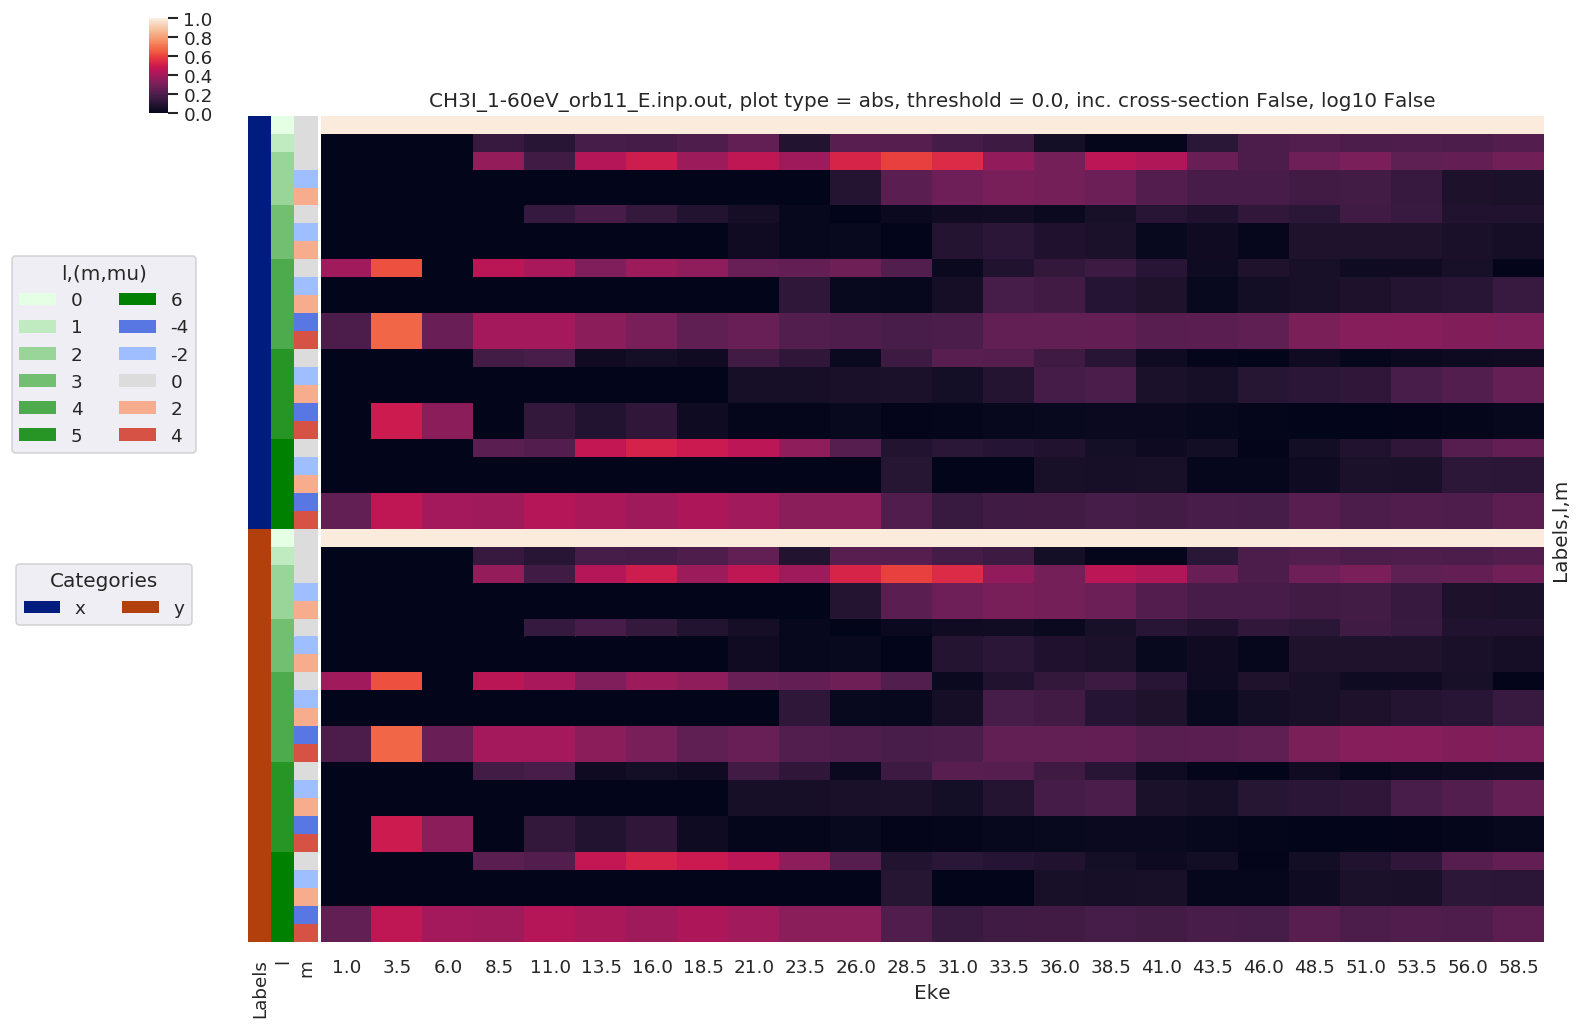 1.0
0.8
0.6
0.4
0.2
0.0
CH3I_1-60eV_orb11_E.inp.out, plot type = abs, threshold = 0.0, inc. cross-section False, log10 False
l,(m,mu)
0 6
1 -4
2 -2
3 0
4 2
5 4
Categories
x y
Labels,l,m
Labels l m
1.0 3.5 6.0 8.5 11.0 13.5 16.0 18.5 21.0 23.5 26.0 28.5 31.0 33.5 36.0 38.5 41.0 43.5 46.0 48.5 51.0 53.5 56.0 58.5
Eke